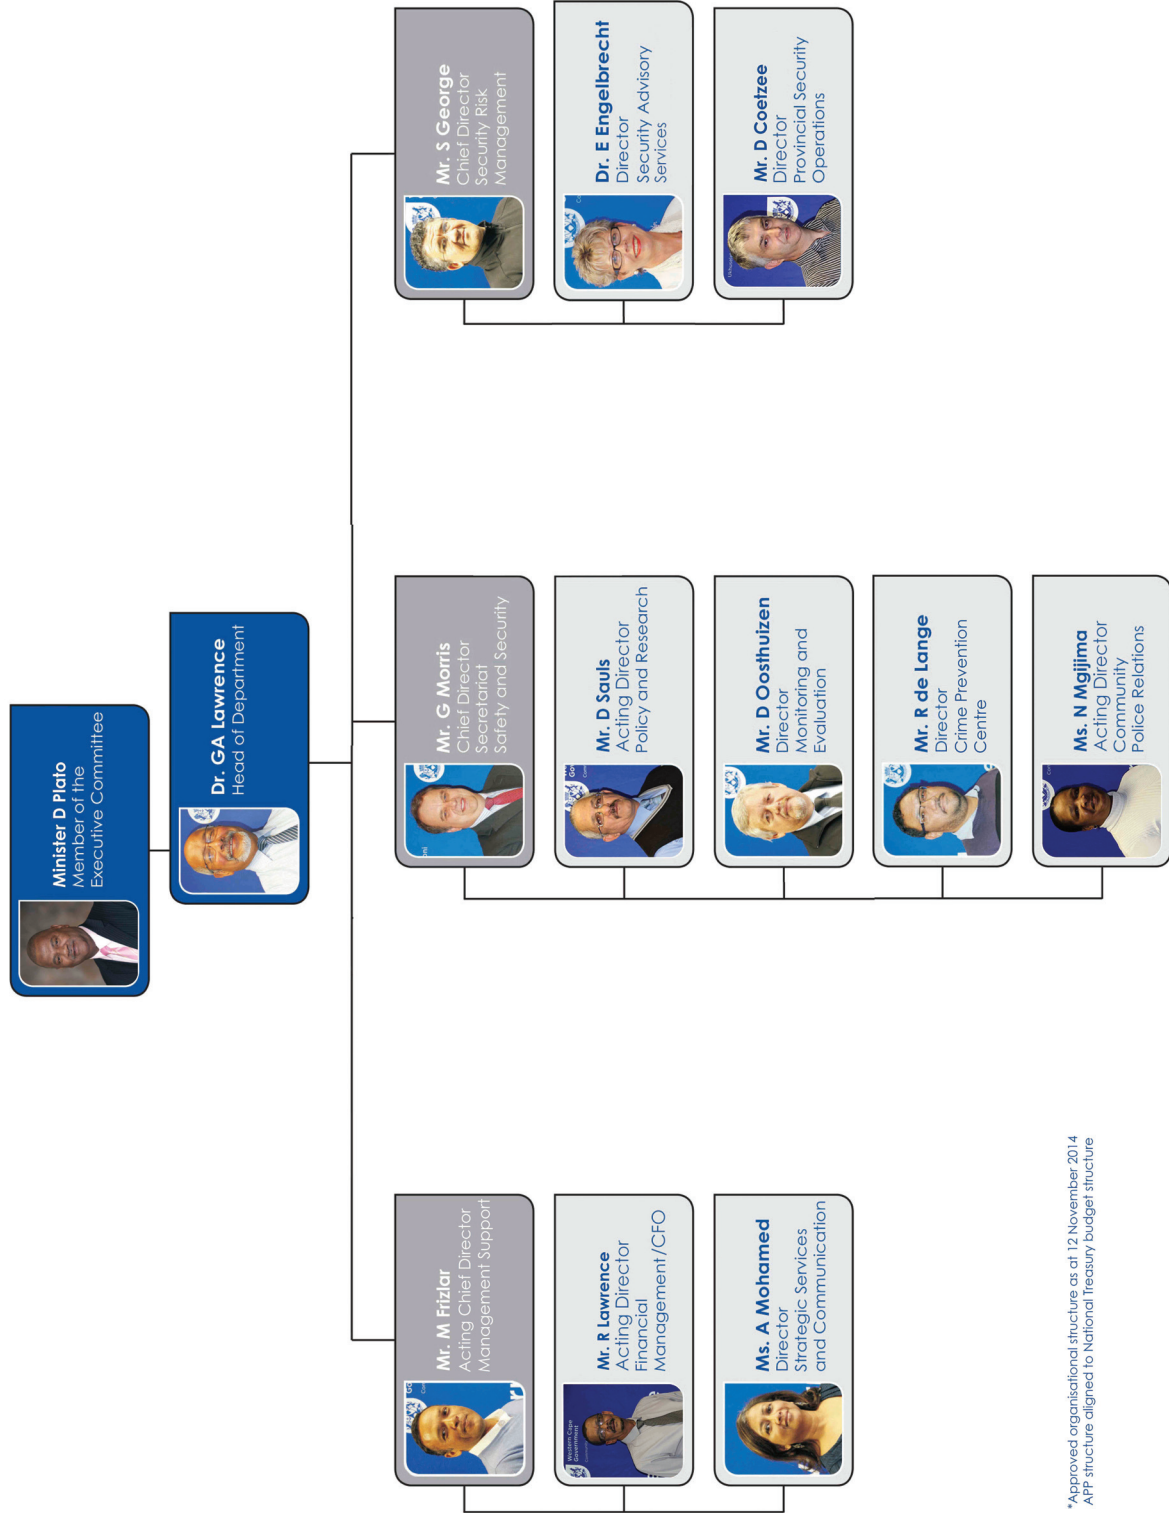 Minister D Plato
Member of the
Executive Committee
Dr. GA Lawrence
Head of Department
Mr. M Frizlar
Acting Chief Director
Management Support
Mr. R Lawrence
Acting Director
Financial
Management/CFO
Western Cape
Government
Ms. A Mohamed
Director
Strategic Services
and Communication
Mr. G Morris
Chief Director
Secretariat
Safety and Security
Mr. D Sauls
Acting Director
Policy and Research
Mr. D Oosthuizen
Director
Monitoring and
Evaluation
Mr. R de Lange
Director
Crime Prevention
Centre
Ms. N Mgijima
Acting Director
Community
Police Relations
Mr. S George
Chief Director
Security Risk
Management
Dr. E Engelbrecht
Director
Security Advisory
Services
Mr. D Coetzee
Director
Provincial Security
Operations
*Approved organisational structure as at 12 November 2014
APP structure aligned to National Treasury budget structure